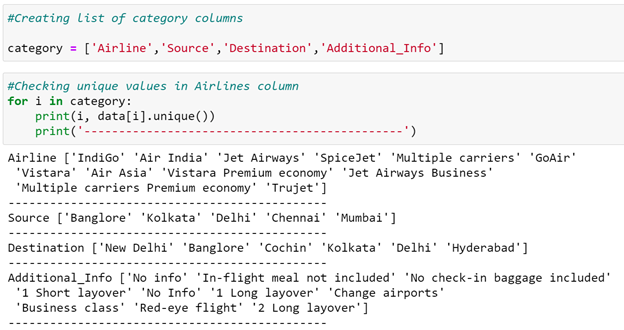 #Creating list of category columns
category = ['Airline','Source','Destination','Additional_Info']
#Checking unique values in Airlines column
for i in category:
    print(i, data[i].unique())
    print('----------------------------------------------')
Airline ['IndiGo' 'Air India' 'Jet Airways' 'SpiceJet' 'Multiple carriers' 'GoAir'
 'Vistara' 'Air Asia' 'Vistara Premium economy' 'Jet Airways Business'
 'Multiple carriers Premium economy' 'Trujet']
----------------------------------------------
Source ['Banglore' 'Kolkata' 'Delhi' 'Chennai' 'Mumbai']
----------------------------------------------
Destination ['New Delhi' 'Banglore' 'Cochin' 'Kolkata' 'Delhi' 'Hyderabad']
----------------------------------------------
Additional_Info ['No info' 'In-flight meal not included' 'No check-in baggage included'
 '1 Short layover' 'No Info' '1 Long layover' 'Change airports'
 'Business class' 'Red-eye flight' '2 Long layover']
----------------------------------------------